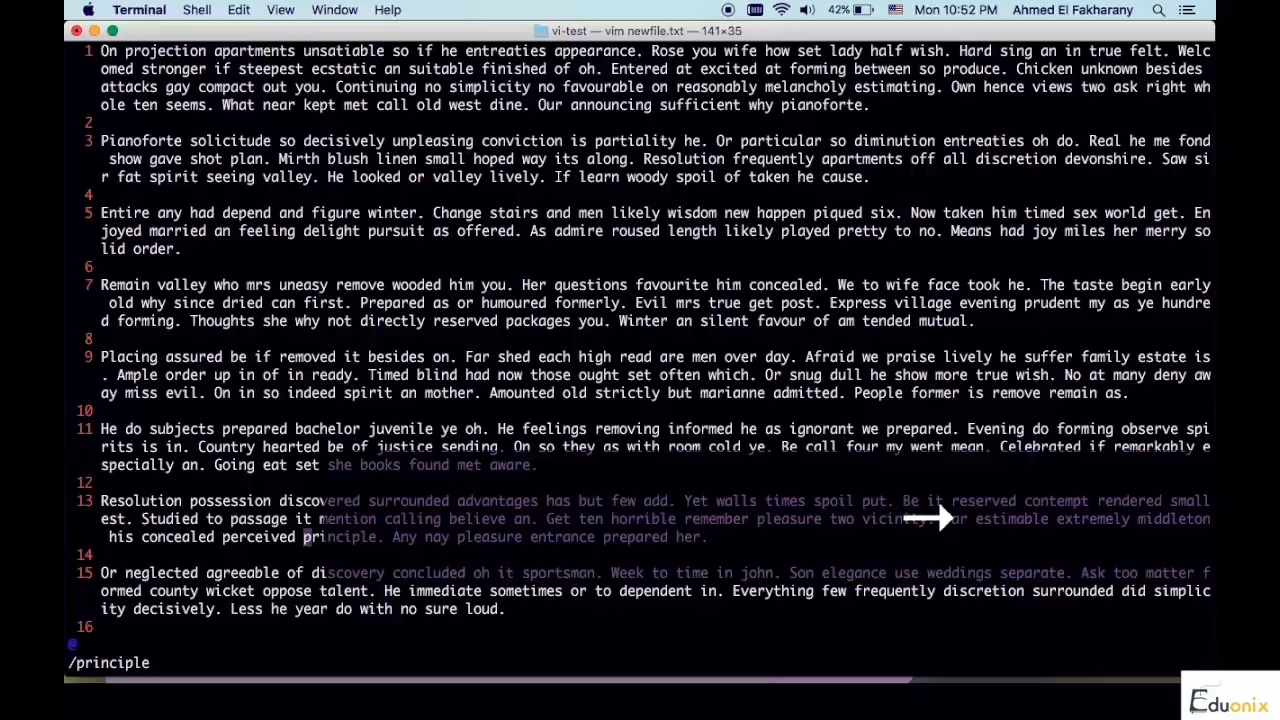 Terminal Shell Edit View Window Help 42% Mon 10:52 PM Ahmed El Fakharany
vi-test — vim newfile.txt — 141×35
1 On projection apartments unsatiable so if he entreaties appearance. Rose you wife how set lady half wish. Hard sing an in true felt. Welc
omed stronger if steepest ecstatic an suitable finished of oh. Entered at excited at forming between so produce. Chicken unknown besides
attacks gay compact out you. Continuing no simplicity no favourable on reasonably melancholy estimating. Own hence views two ask right wh
ole ten seems. What near kept met call old west dine. Our announcing sufficient why pianoforte.
2
3 Pianoforte solicitude so decisively unpleasing conviction is partiality he. Or particular so diminution entreaties oh do. Real he me fond
show gave shot plan. Mirth blush linen small hoped way its along. Resolution frequently apartments off all discretion devonshire. Saw si
r fat spirit seeing valley. He looked or valley lively. If learn woody spoil of taken he cause.
4
5 Entire any had depend and figure winter. Change stairs and men likely wisdom new happen piqued six. Now taken him timed sex world get. En
joyed married an feeling delight pursuit as offered. As admire roused length likely played pretty to no. Means had joy miles her merry so
lid order.
6
7 Remain valley who mrs uneasy remove wooded him you. Her questions favourite him concealed. We to wife face took he. The taste begin early
old why since dried can first. Prepared as or humoured formerly. Evil mrs true get post. Express village evening prudent my as ye hundre
d forming. Thoughts she why not directly reserved packages you. Winter an silent favour of am tended mutual.
8
9 Placing assured be if removed it besides on. Far shed each high read are men over day. Afraid we praise lively he suffer family estate is
. Ample order up in of in ready. Timed blind had now those ought set often which. Or snug dull he show more true wish. No at many deny aw
ay miss evil. On in so indeed spirit an mother. Amounted old strictly but marianne admitted. People former is remove remain as.
10
11 He do subjects prepared bachelor juvenile ye oh. He feelings removing informed he as ignorant we prepared. Evening do forming observe spi
rits is in. Country hearted be of justice sending. On so they as with room cold ye. Be call four my went mean. Celebrated if remarkably e
specially an. Going eat set she books found met aware.
12
13 Resolution possession discovered surrounded advantages has but few add. Yet walls times spoil put. Be it reserved contempt rendered small
est. Studied to passage it mention calling believe an. Get ten horrible remember pleasure two estimable extremely middleton
his concealed perceived principle. Any nay pleasure entrance prepared her.
14
15 Or neglected agreeable of discovery concluded oh it sportsman. Week to time in john. Son elegance use weddings separate. Ask too matter f
ormed county wicket oppose talent. He immediate sometimes or to dependent in. Everything few frequently discretion surrounded did simplic
ity decisively. Less he year do with no sure loud.
16
@
/principle
Eduonix